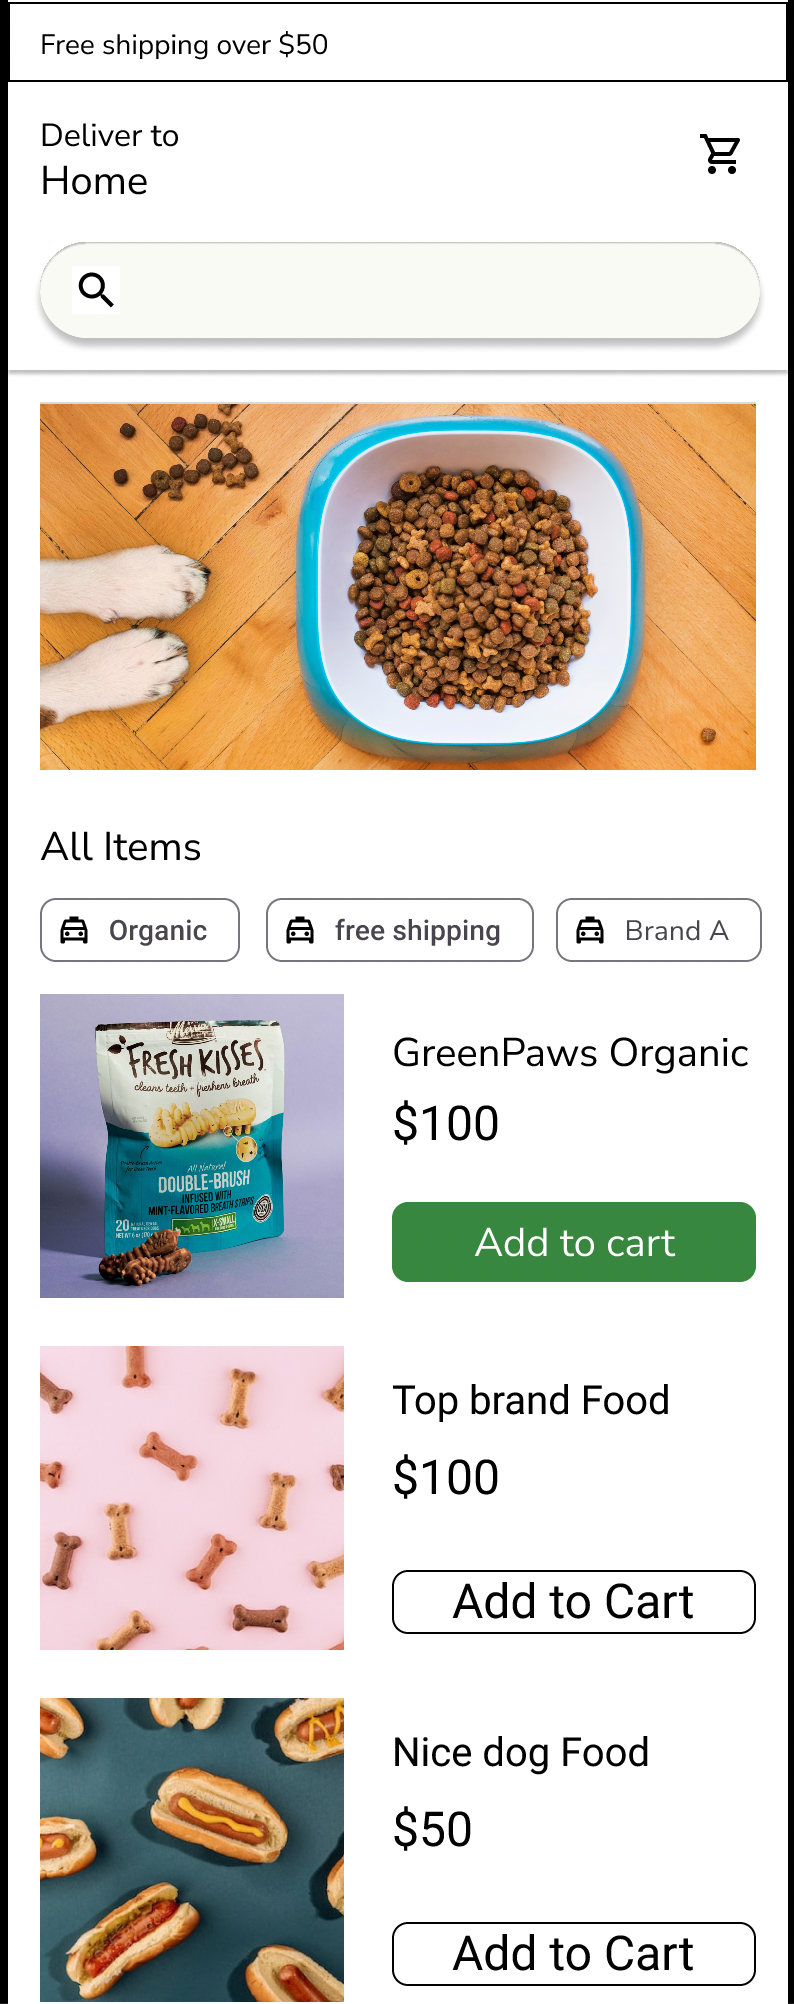 Free shipping over $50
Deliver to
Home
All Items
Organic
free shipping
Brand A
FRESH KISSES
cleans teeth + freshens breath
All Natural
DOUBLE-BRUSH
INFUSED WITH
MINT-FLAVORED BREATH STRIPS
20
X-SMALL
GreenPaws Organic
$100
Add to cart
Top brand Food
$100
Add to Cart
Nice dog Food
$50
Add to Cart